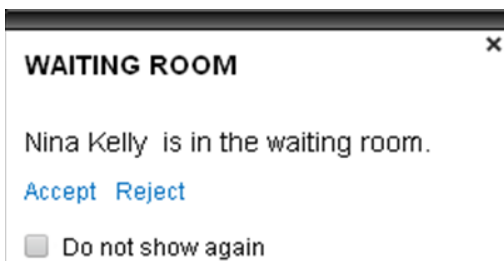 WAITING ROOM
Nina Kelly is in the waiting room.
Accept Reject
Do not show again